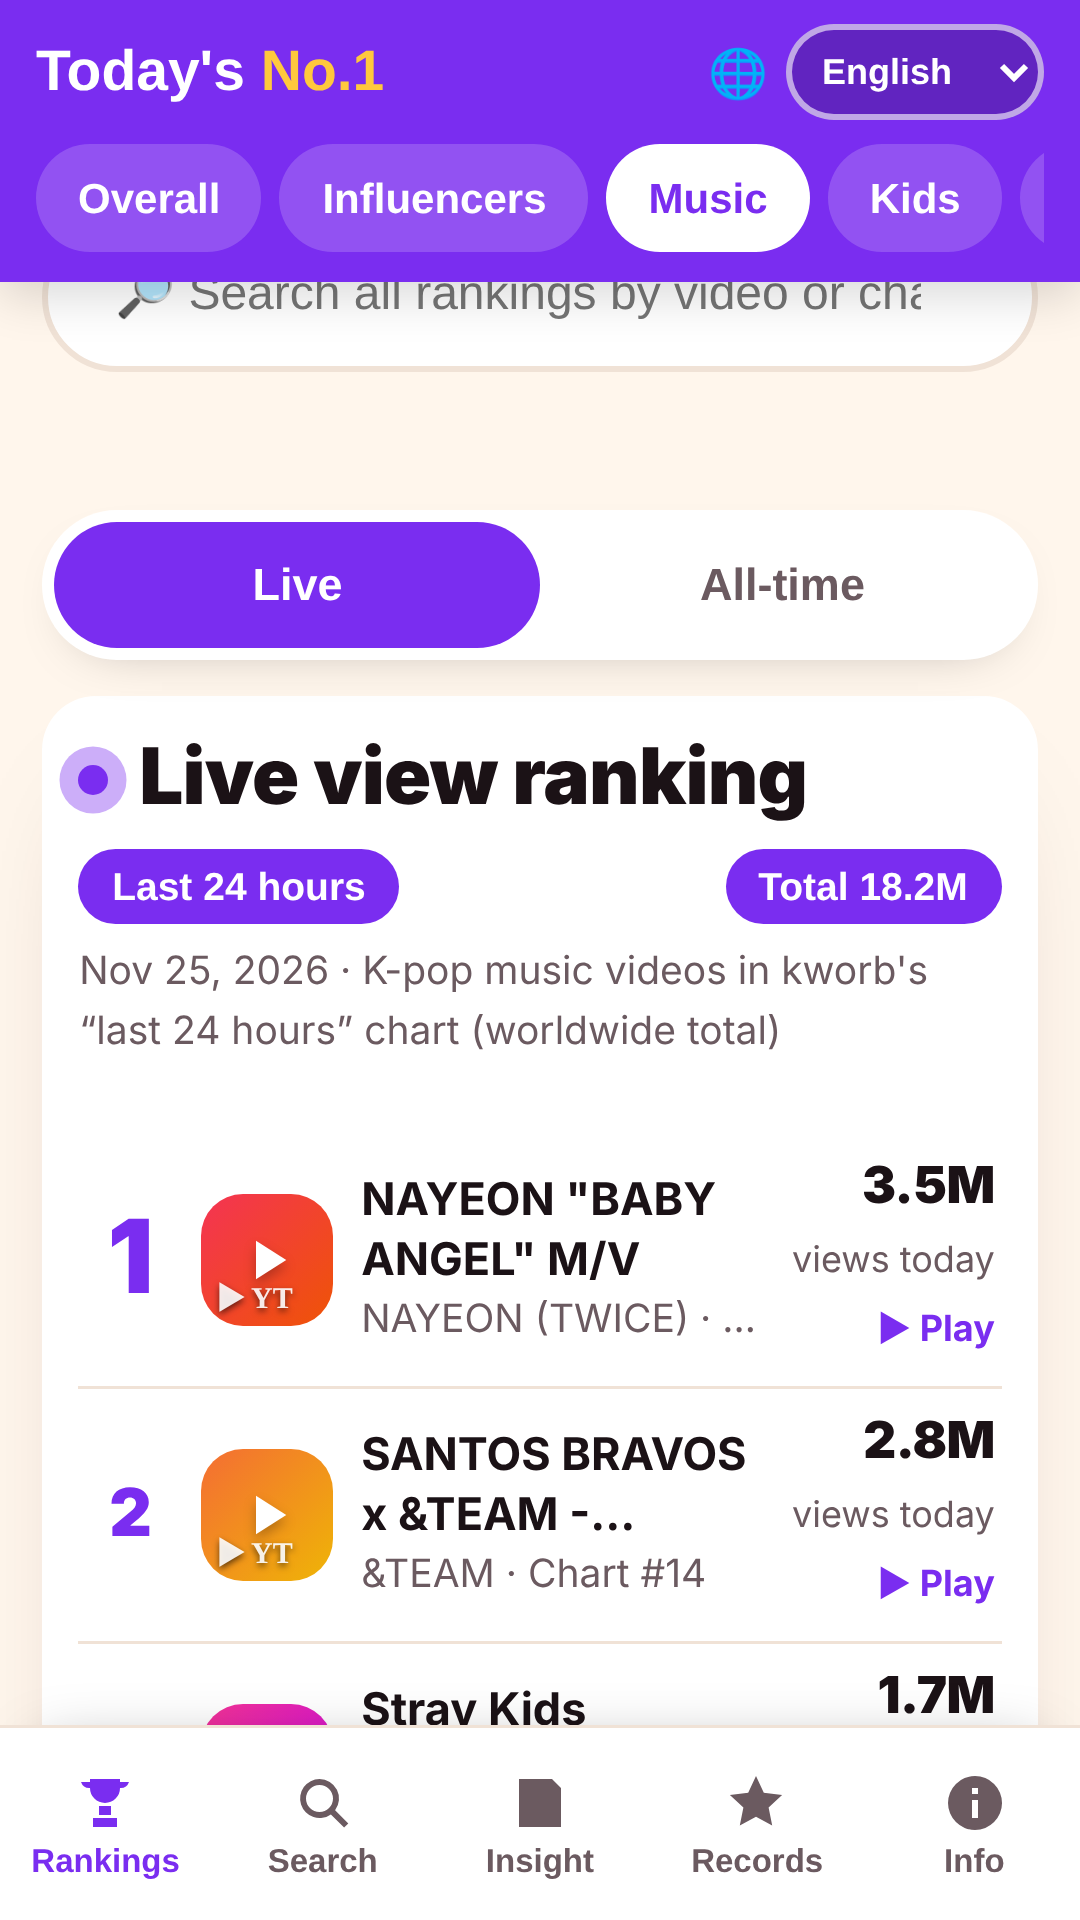 Today's No.1
English
Overall
Influencers
Music
Kids
Search all rankings by video or cha
Live
All-time
Live view ranking
Last 24 hours
Total 18.2M
Nov 25, 2026 · K-pop music videos in kworb's
“last 24 hours” chart (worldwide total)
1
YT
NAYEON "BABY
ANGEL" M/V
NAYEON (TWICE) · ...
3.5M
views today
▶ Play
2
YT
SANTOS BRAVOS
x &TEAM -...
&TEAM · Chart #14
2.8M
views today
▶ Play
Stray Kids
1.7M
Rankings
Search
Insight
Records
Info